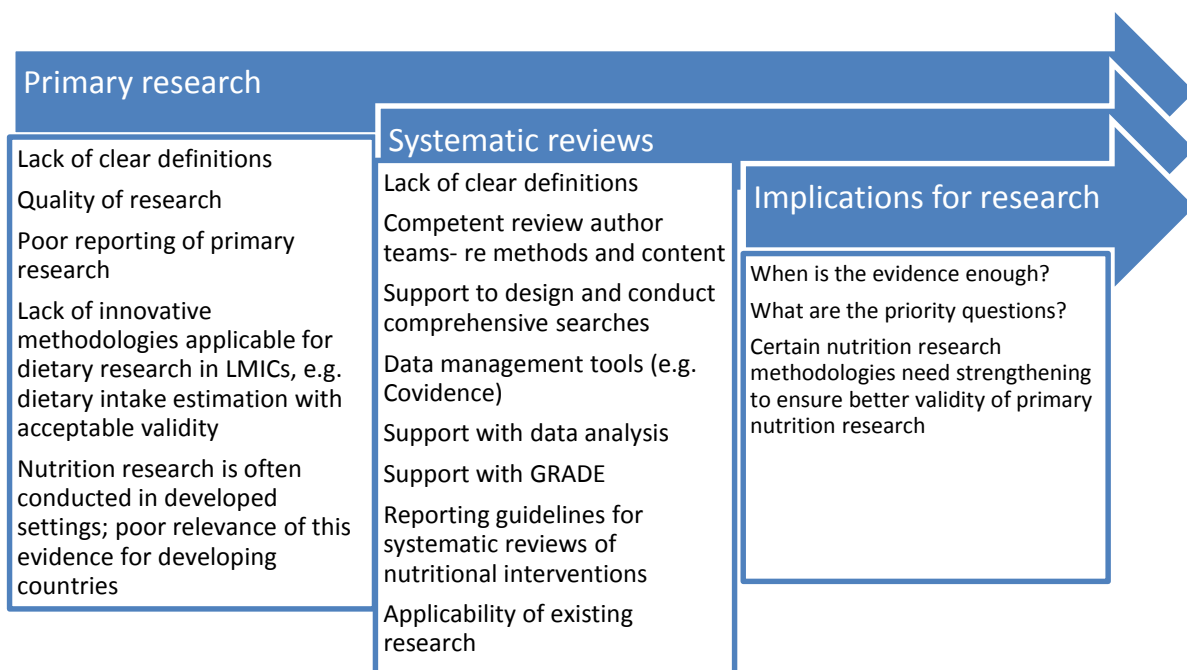 Primary research
Lack of clear definitions
Quality of research
Poor reporting of primary
research
Lack of innovative
methodologies applicable for
dietary research in LMICs, e.g.
dietary intake estimation with
acceptable validity
Nutrition research is often
conducted in developed
settings; poor relevance of this
evidence for developing
countries
Systematic reviews
Lack of clear definitions
Competent review author
teams- re methods and content
Support to design and conduct
comprehensive searches
Data management tools (e.g.
Covidence)
Support with data analysis
Support with GRADE
Reporting guidelines for
systematic reviews of
nutritional interventions
Applicability of existing
research
Implications for research
When is the evidence enough?
What are the priority questions?
Certain nutrition research
methodologies need strengthening
to ensure better validity of primary
nutrition research